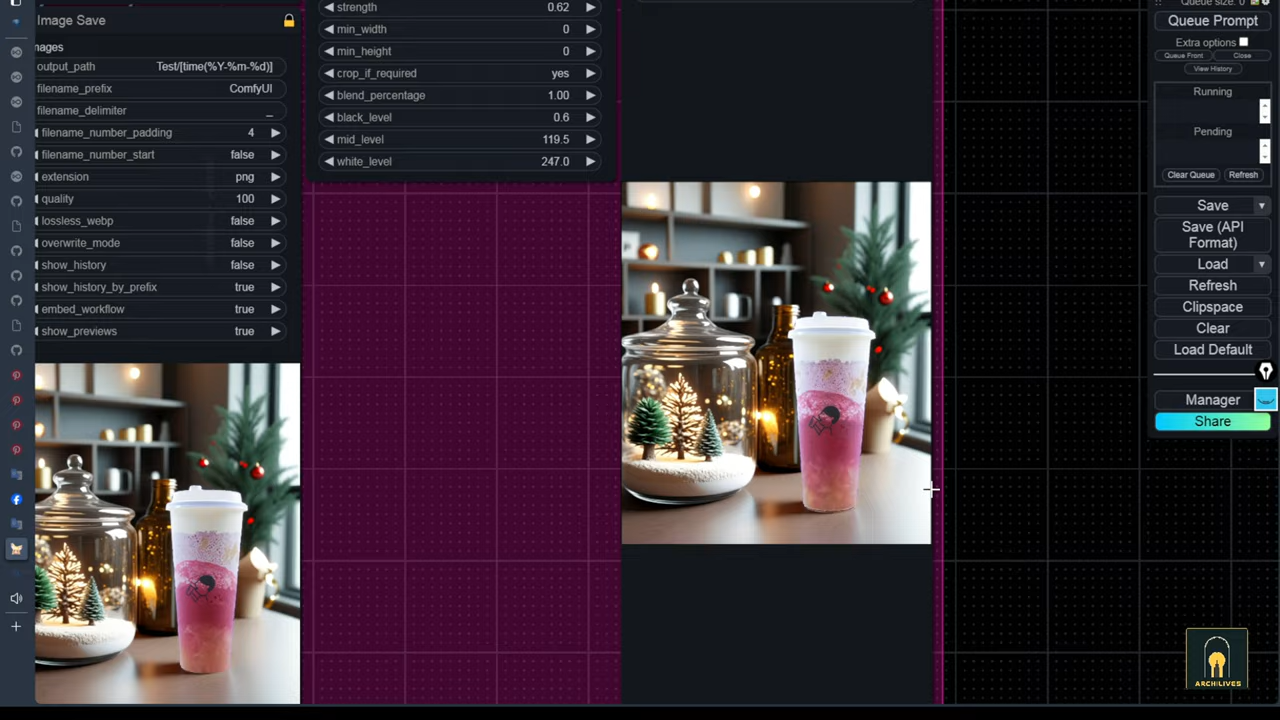 Image Save
images
output_path Test/[time(%Y-%m-%d)]
filename_prefix ComfyUI
filename_delimiter _
filename_number_padding 4
filename_number_start false
extension png
quality 100
lossless_webp false
overwrite_mode false
show_history false
show_history_by_prefix true
embed_workflow true
show_previews true
strength 0.62
min_width 0
min_height 0
crop_if_required yes
blend_percentage 1.00
black_level 0.6
mid_level 119.5
white_level 247.0
Queue size: 0
Queue Prompt
Extra options
Queue Front Close
View History
Running
Pending
Clear Queue Refresh
Save
Save (API
Format)
Load
Refresh
Clipspace
Clear
Load Default
Manager
Share
ARCHILIVES